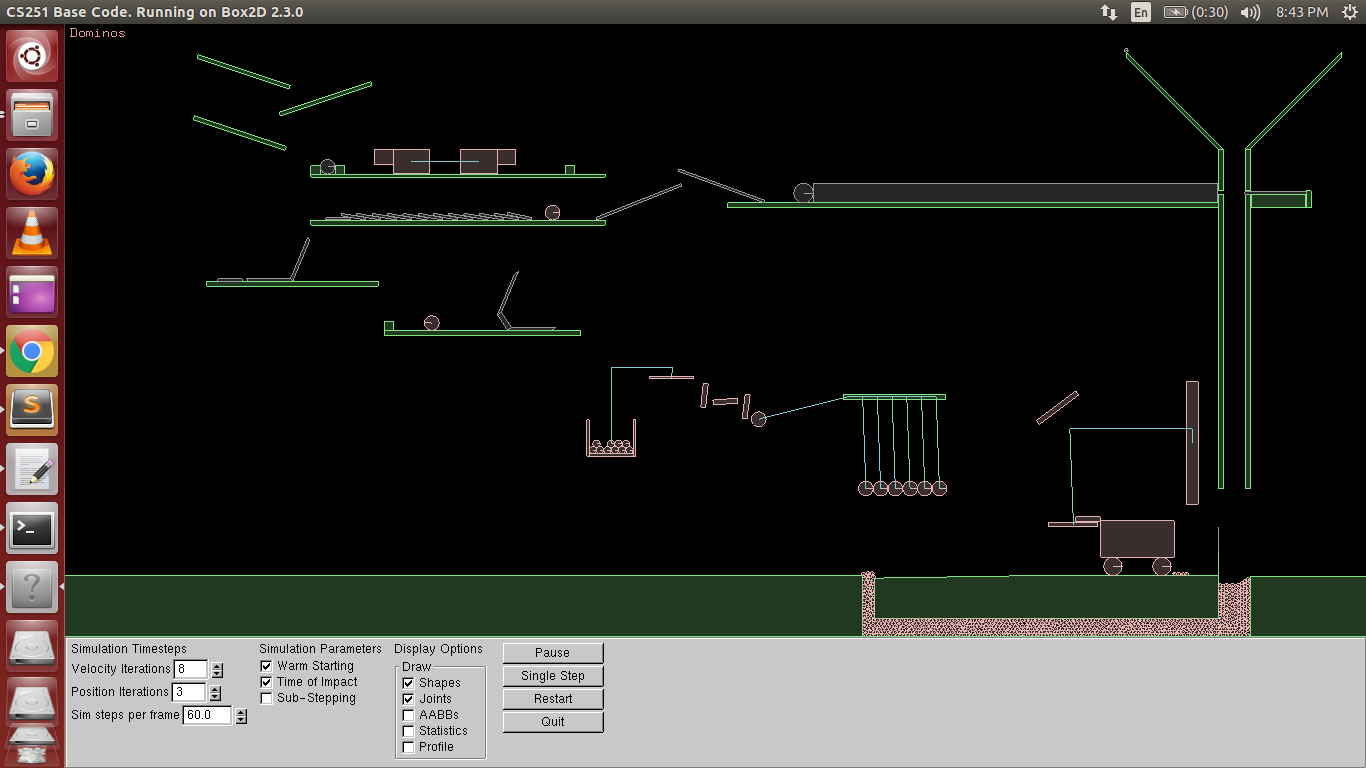 CS251 Base Code. Running on Box2D 2.3.0
En
(0:30)
8:43 PM
Dominos
Simulation Timesteps
Velocity Iterations 8
Position Iterations 3
Sim steps per frame 60.0
Simulation Parameters
Warm Starting
Time of Impact
Sub-Stepping
Display Options
Draw
Shapes
Joints
AABBs
Statistics
Profile
Pause
Single Step
Restart
Quit